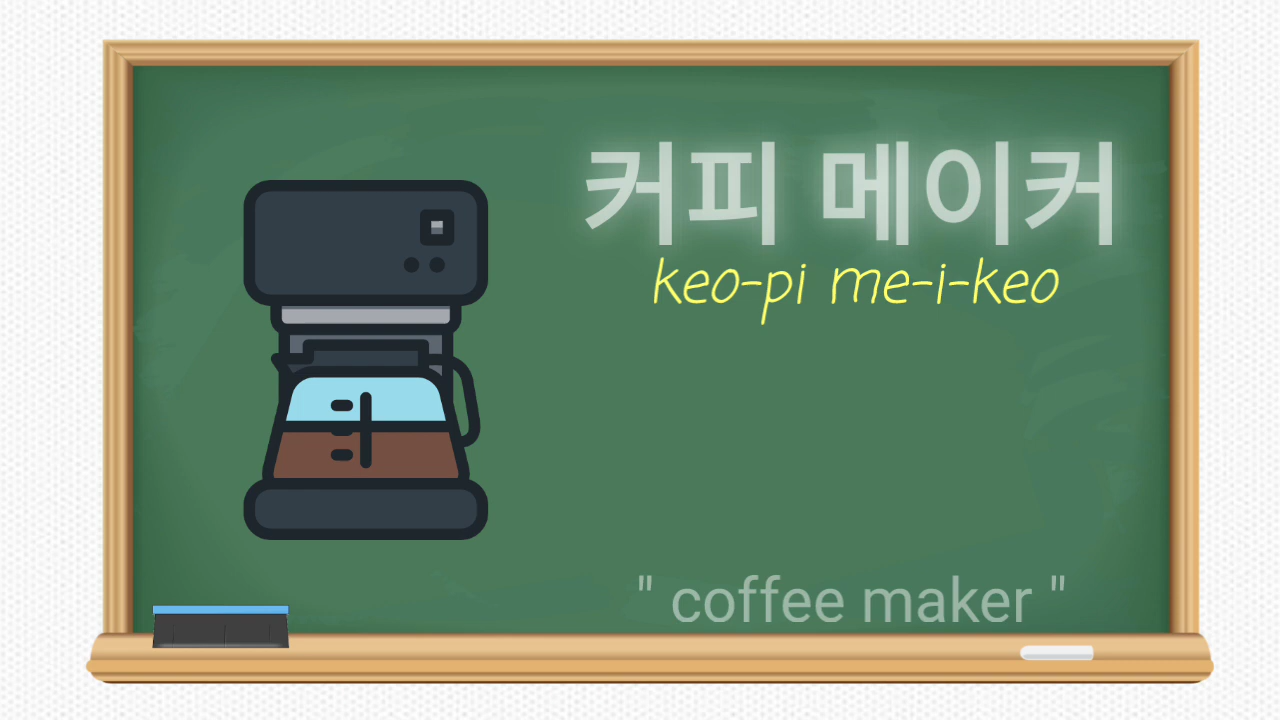 커피 메이커
keo-pi me-i-keo
" coffee maker "